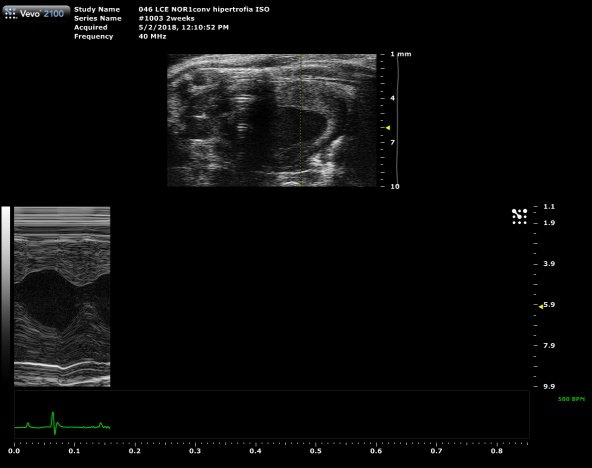 Vevo 2100
Study Name 046 LCE NOR1conv hipertrofia ISO
Series Name #1003 2weeks
Acquired 5/2/2018, 12:10:52 PM
Frequency 40 MHz
1 mm
4
7
10
1.1
1.9
3.9
5.9
7.9
9.9
500 BPM
0.0 0.1 0.2 0.3 0.4 0.5 0.6 0.7 0.8